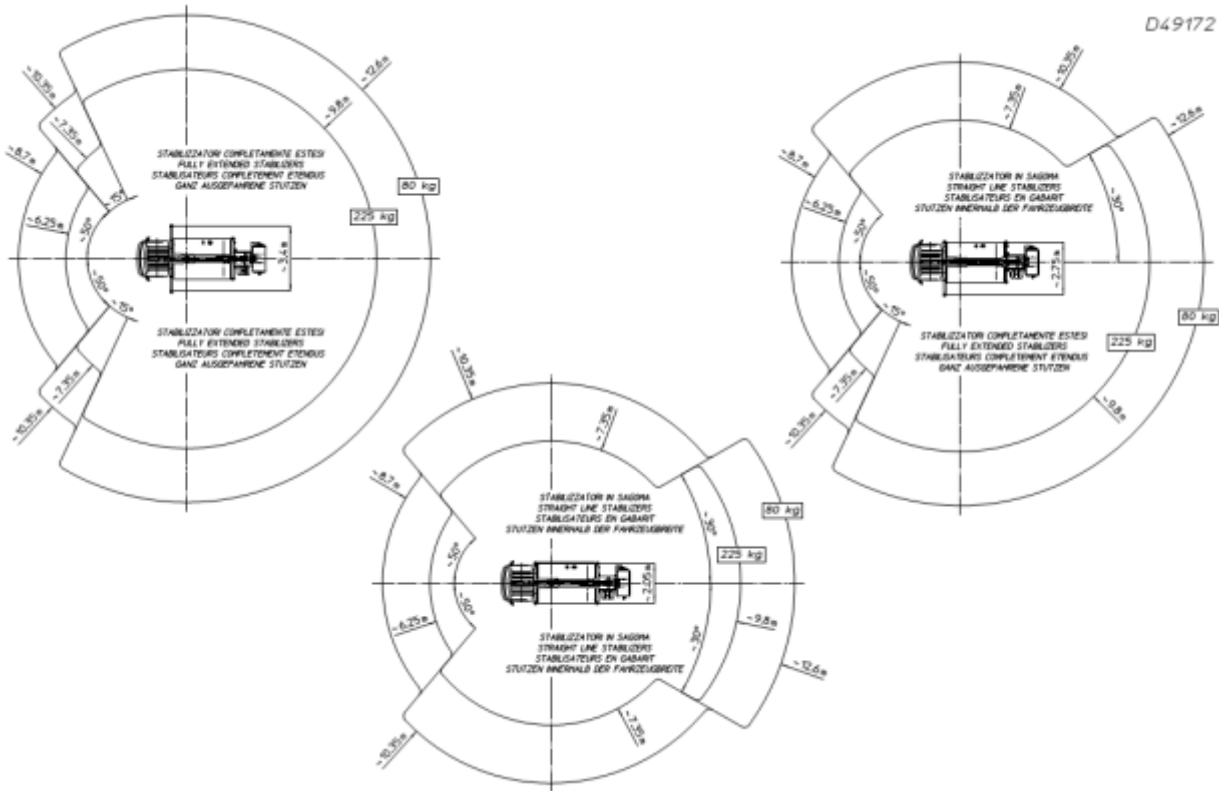 D49172
~10.35m
~12.6m
~9.8m
~7.35m
~8.7m
~6.25m
STABILIZZATORI COMPLETAMENTE ESTESI
FULLY EXTENDED STABILIZERS
STABILISATEURS COMPLETEMENT ETENDUS
GANZ AUSGEFAHRENE STUTZEN
80 kg
225 kg
~15°
~50°
~3.4m
~50°
~15°
STABILIZZATORI COMPLETAMENTE ESTESI
FULLY EXTENDED STABILIZERS
STABILISATEURS COMPLETEMENT ETENDUS
GANZ AUSGEFAHRENE STUTZEN
~7.35m
~10.35m
~10.35m
~7.35m
~12.6m
~8.7m
~6.25m
STABILIZZATORI IN SAGOMA
STRAIGHT LINE STABILIZERS
STABILISATEURS EN GABARIT
STUTZEN INNERHALB DER FAHRZEUGBREITE
~30°
~50°
~2.75m
~50°
~15°
80 kg
225 kg
STABILIZZATORI COMPLETAMENTE ESTESI
FULLY EXTENDED STABILIZERS
STABILISATEURS COMPLETEMENT ETENDUS
GANZ AUSGEFAHRENE STUTZEN
~7.35m
~9.8m
~10.35m
~10.35m
~7.35m
~8.7m
STABILIZZATORI IN SAGOMA
STRAIGHT LINE STABILIZERS
STABILISATEURS EN GABARIT
STUTZEN INNERHALB DER FAHRZEUGBREITE
80 kg
~30°
225 kg
~50°
~2.05m
~50°
~6.25m
~9.8m
STABILIZZATORI IN SAGOMA
STRAIGHT LINE STABILIZERS
STABILISATEURS EN GABARIT
STUTZEN INNERHALB DER FAHRZEUGBREITE
~30°
~12.6m
~7.35m
~10.35m